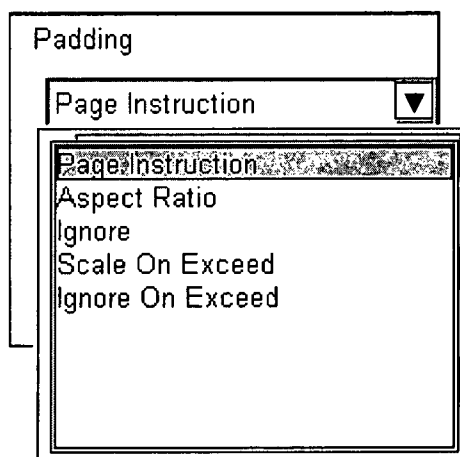 Padding
Page Instruction
Page Instruction
Aspect Ratio
Ignore
Scale On Exceed
Ignore On Exceed